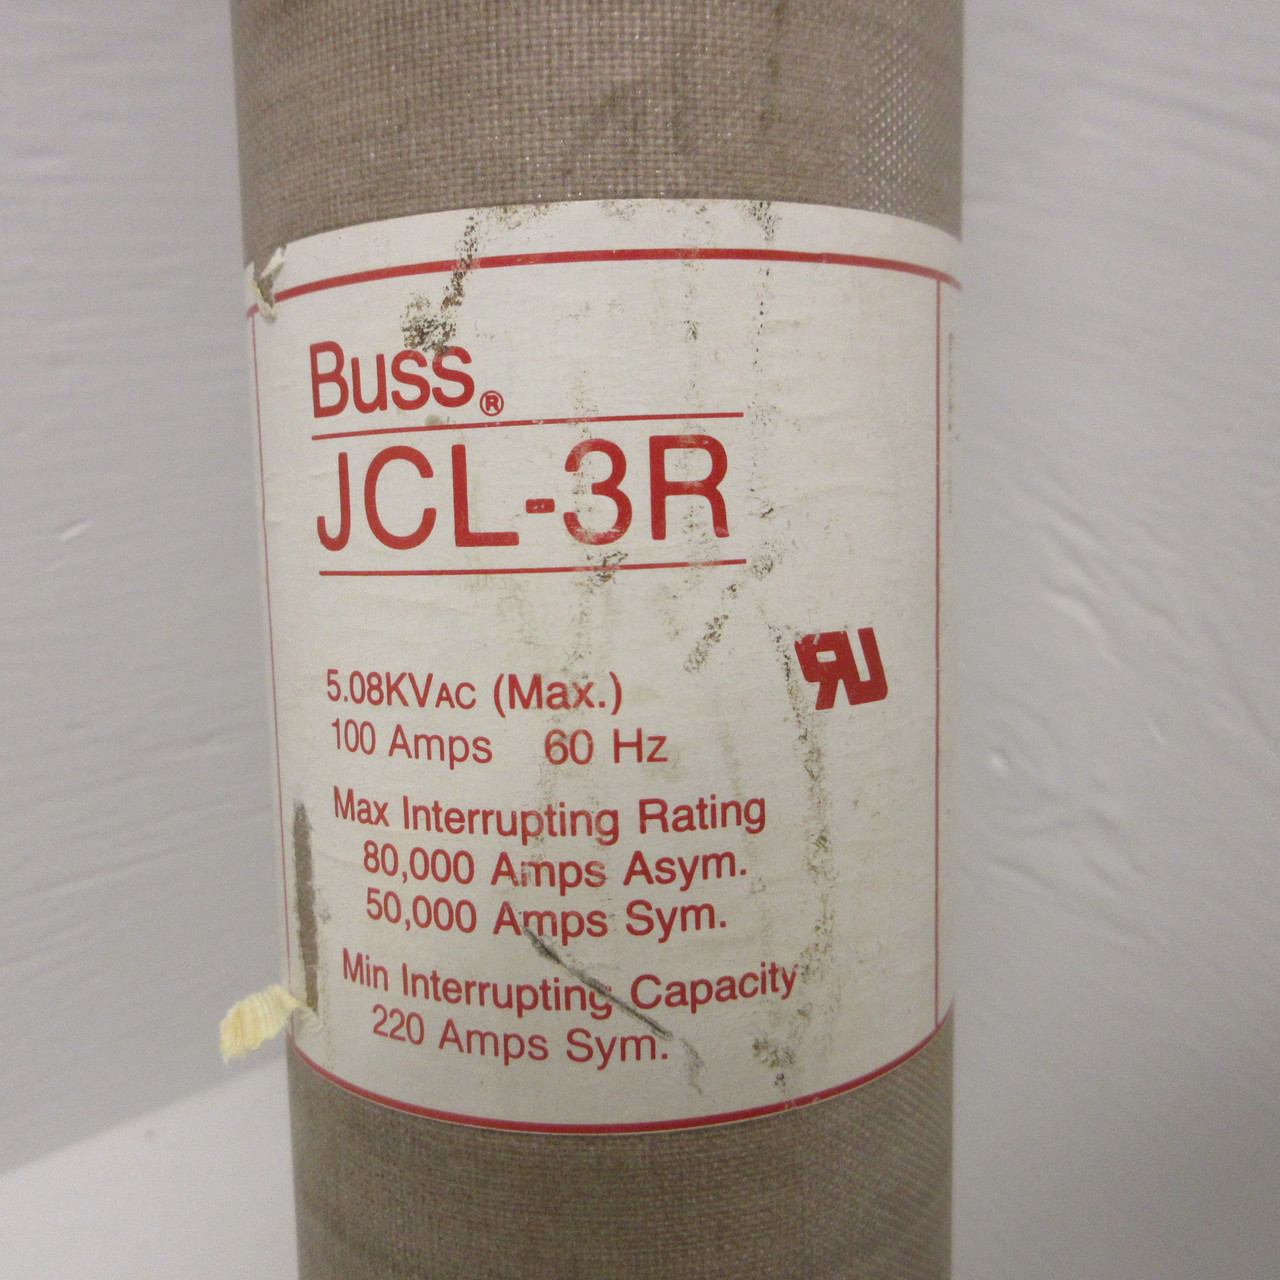 Buss®
JCL-3R
5.08KVAC (Max.)
100 Amps 60 Hz
Max Interrupting Rating
80,000 Amps Asym.
50,000 Amps Sym.
Min Interrupting Capacity
220 Amps Sym.